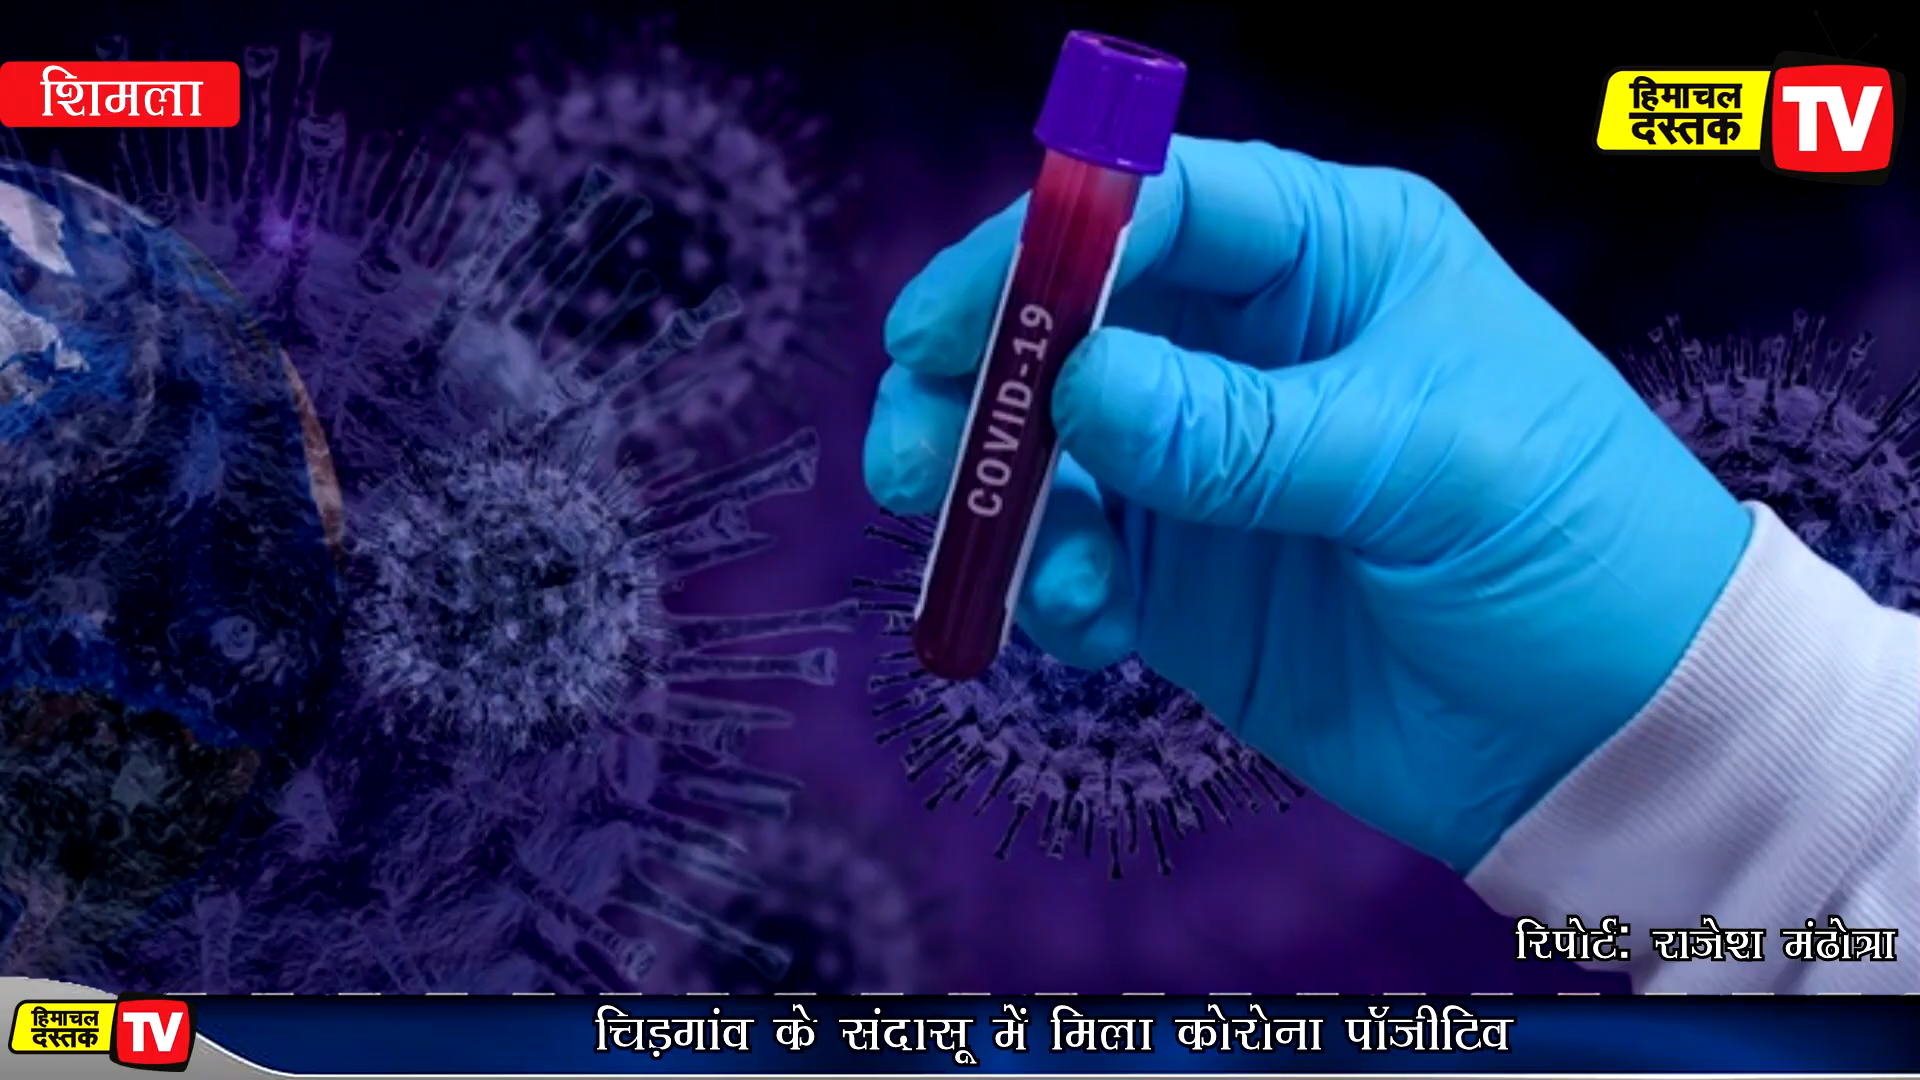 शिमला
हिमाचल
दस्तक
TV
COVID-19
रिपोर्ट: राजेश मंढोत्रा
हिमाचल
दस्तक
TV
चिड़गांव के संदासू में मिला कोरोना पॉजीटिव